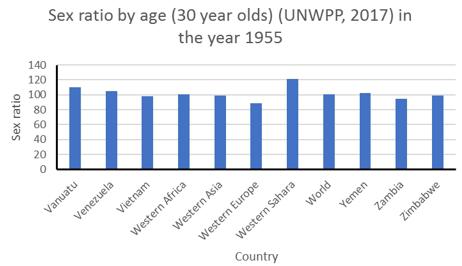 Sex ratio by age (30 year olds) (UNWPP, 2017) in
the year 1955
140
120
100
80
60
40
20
0
Sex ratio
Vanuatu
Venezuela
Vietnam
Western Africa
Western Asia
Western Europe
Western Sahara
World
Yemen
Zambia
Zimbabwe
Country